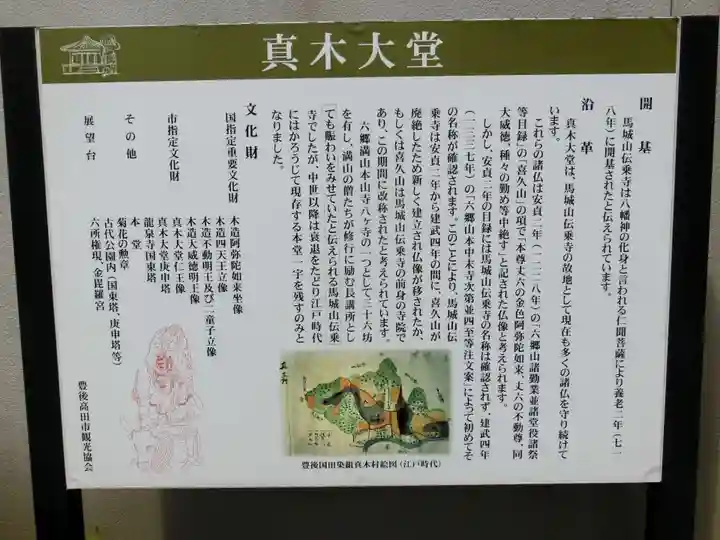 真木大堂
開基
馬城山伝乗寺は八幡神の化身と言われる仁聞菩薩により養老二年(七一
八年)に開基されたと伝えられています。
沿革
真木大堂は、馬城山伝乗寺の故地として現在も多くの諸仏を守り続けて
います。
これらの諸仏は安貞二年(一二二八年)の「六郷山諸勤業並諸堂役諸祭
等目録」の「喜久山」の項で「本尊丈六の金色阿弥陀如来、丈六の不動尊、同
大威徳、種々の勤め等中絶す」と記された仏像と考えられます。
しかし、安貞二年の目録には馬城山伝乗寺の名称は確認されず、建武四年
(一三三七年)の「六郷山本中末寺次第並四至等注文案」によって初めてそ
の名称が確認されます。このことにより、馬城山伝
乗寺は安貞二年から建武四年の間に、喜久山が
廃絶したため新しく建立され仏像が移されたか、
もしくは喜久山は馬城山伝乗寺の前身の寺院で
あり、この期間に改称されたと考えられています。
六郷満山本山寺八ヶ寺の一つとして三十六坊
を有し、満山の僧たちが修行に励む長講所とし
ても賑わいをみせていたと伝えられる馬城山伝乗
寺でしたが、中世以降は衰退をたどり江戸時代
にはかろうじて現存する本堂一宇を残すのみと
なりました。
文化財
国指定重要文化財
木造阿弥陀如来坐像
木造四天王立像
木造不動明王及び二童子立像
木造大威徳明王像
市指定文化財
真木大堂仁王像
真木大堂庚申塔
龍泉寺国東塔
その他
本堂
菊花の勲章
古代公園内(国東塔、庚申塔等)
展望台
六所権現、金毘羅宮
豊後高田市観光協会
豊後国田染組真木村絵図(江戸時代)